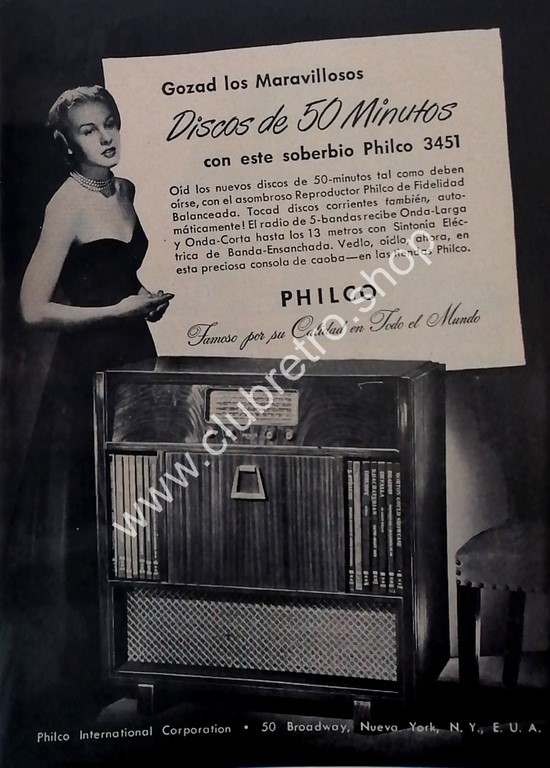 Gozad los Maravillosos
Discos de 50 Minutos
con este soberbio Philco 3451
Oid los nuevos discos de 50-minutos tal como deben
oírse, con el asombroso Reproductor Philco de Fidelidad
Balanceada. Tocad discos corrientes también, auto-
máticamente! El radio de 5-bandas recibe Onda-Larga
y Onda-Corta hasta los 13 metros con Sintonía Eléc-
trica de Banda-Ensanchada. Vedlo, oídlo ahora, en
esta preciosa consola de caoba—en las tiendas Philco.
PHILCO
Famoso por su Calidad en Todo el Mundo
www.clubretro.shop
Philco International Corporation • 50 Broadway, Nueva York, N. Y., E. U. A.